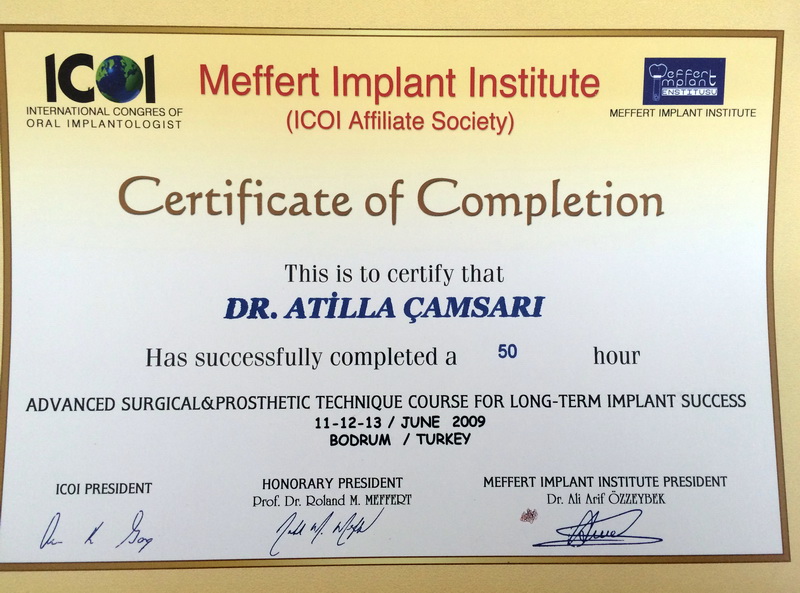 ICOI
INTERNATIONAL CONGRES OF
ORAL IMPLANTOLOGIST
Meffert Implant Institute
(ICOI Affiliate Society)
Meffert
Implant
ENSTİTÜSÜ
MEFFERT IMPLANT INSTITUTE
Certificate of Completion
This is to certify that
DR. ATİLLA ÇAMSARI
Has successfully completed a 50 hour
ADVANCED SURGICAL&PROSTHETIC TECHNIQUE COURSE FOR LONG-TERM IMPLANT SUCCESS
11-12-13 / JUNE 2009
BODRUM / TURKEY
ICOI PRESIDENT
HONORARY PRESIDENT
Prof. Dr. Roland M. MEFFERT
MEFFERT IMPLANT INSTITUTE PRESIDENT
Dr. Ali Arif ÖZZEYBEK